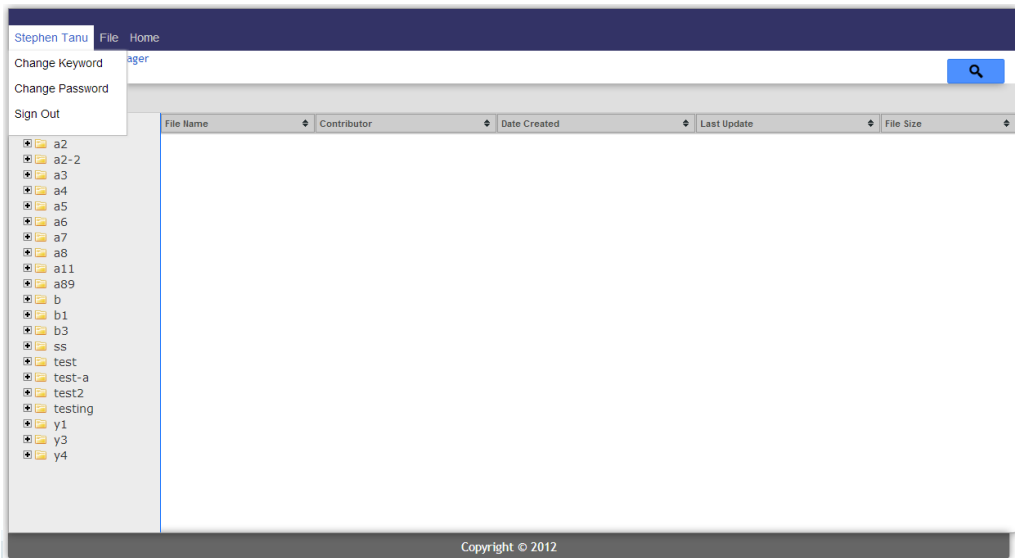 Stephen Tanu File Home
ager
Change Keyword
Change Password
Sign Out
File Name Contributor Date Created Last Update File Size
a2
a2-2
a3
a4
a5
a6
a7
a8
a11
a89
b
b1
b3
ss
test
test-a
test2
testing
y1
y3
y4
Copyright © 2012